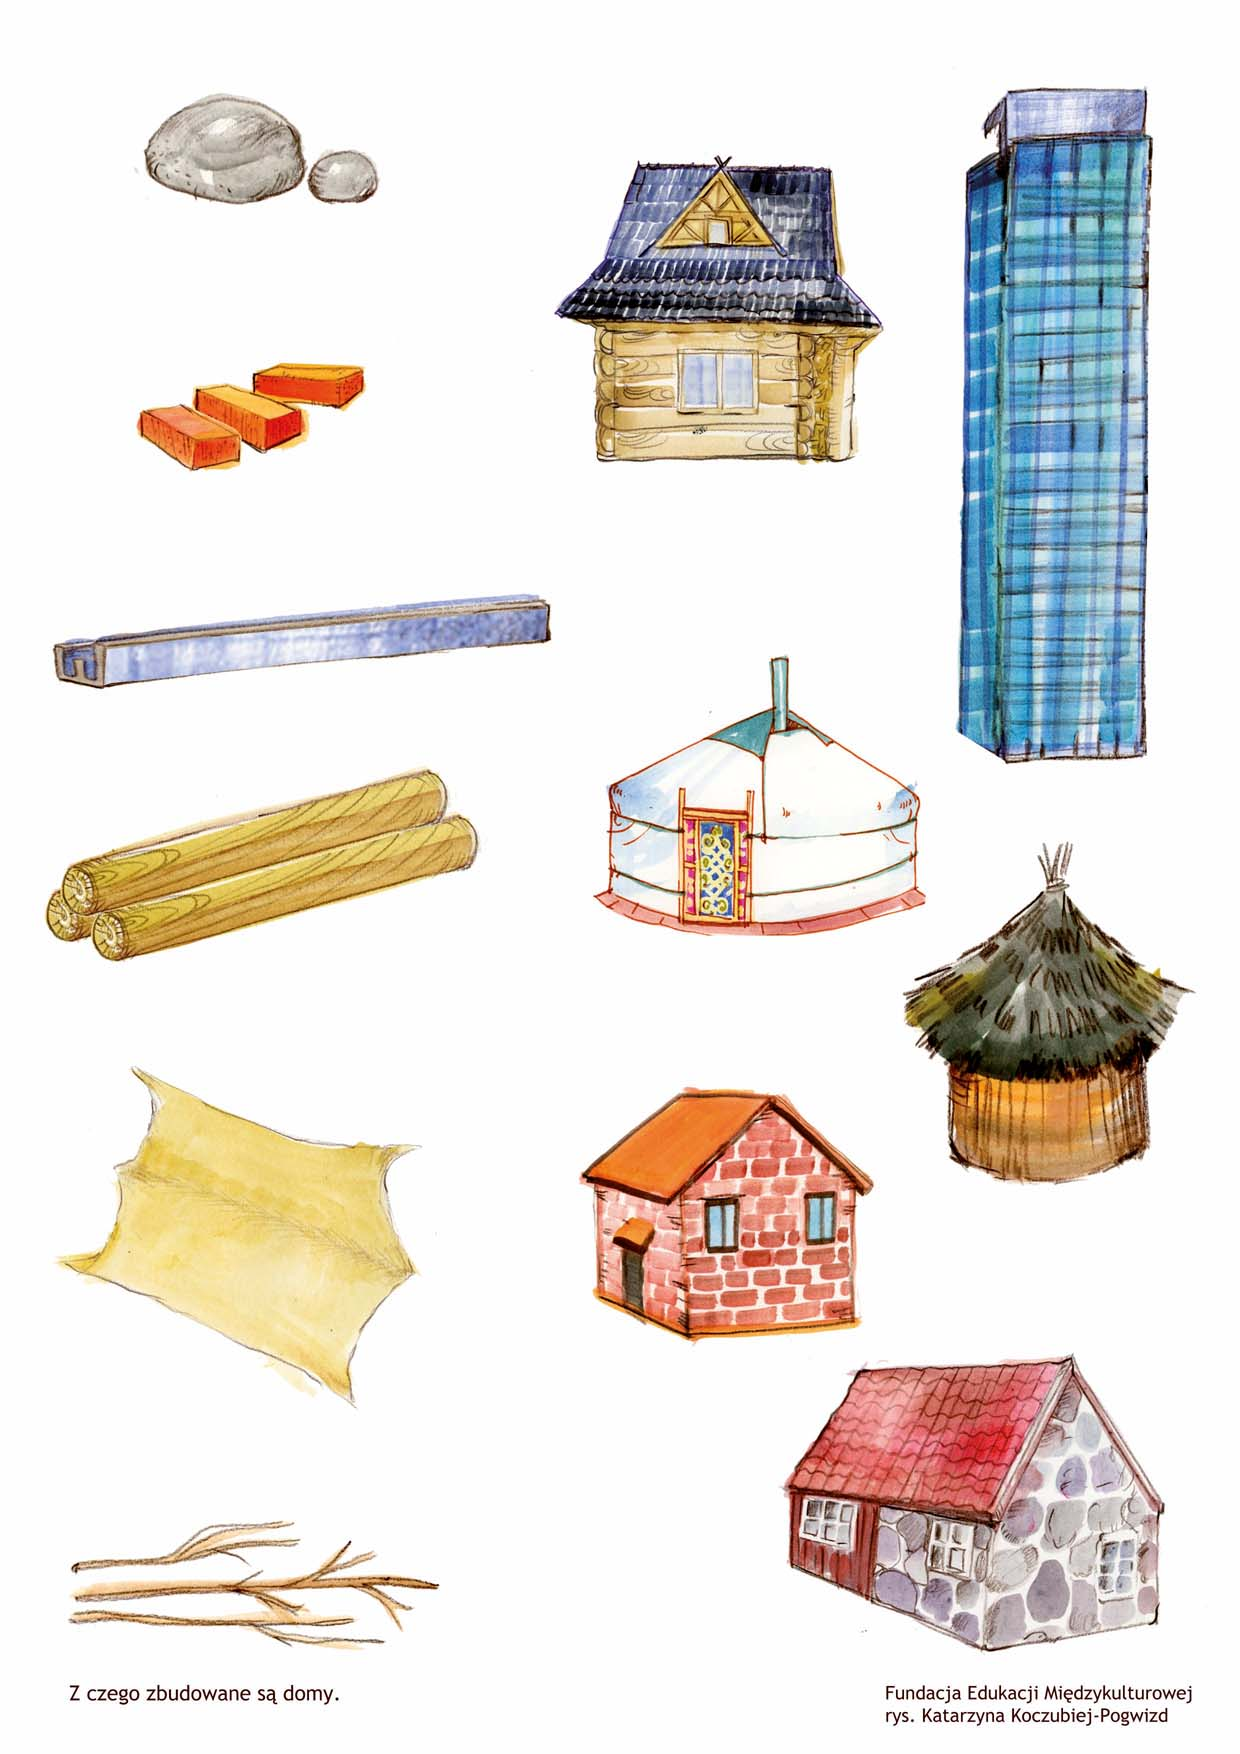 Z czego zbudowane są domy.
Fundacja Edukacji Międzykulturowej
rys. Katarzyna Koczubiej-Pogwizd